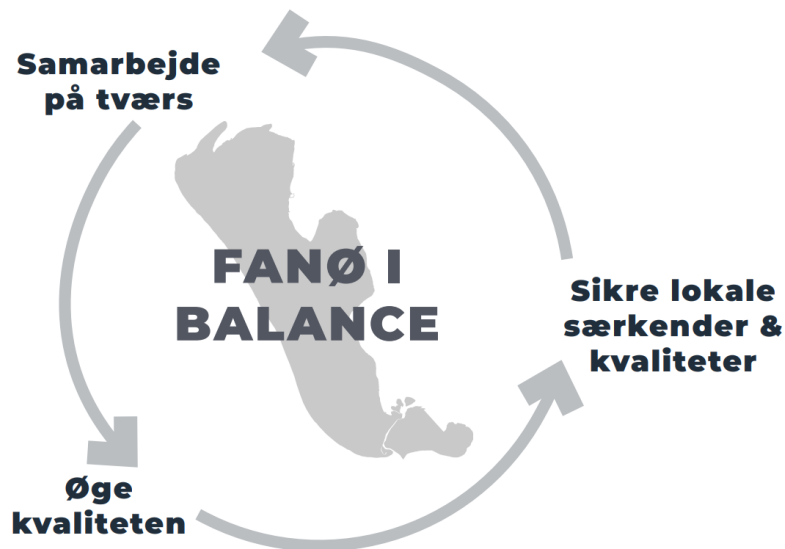 Samarbejde
på tværs
FANØ I
BALANCE
Sikre lokale
særkender &
kvaliteter
Øge
kvaliteten